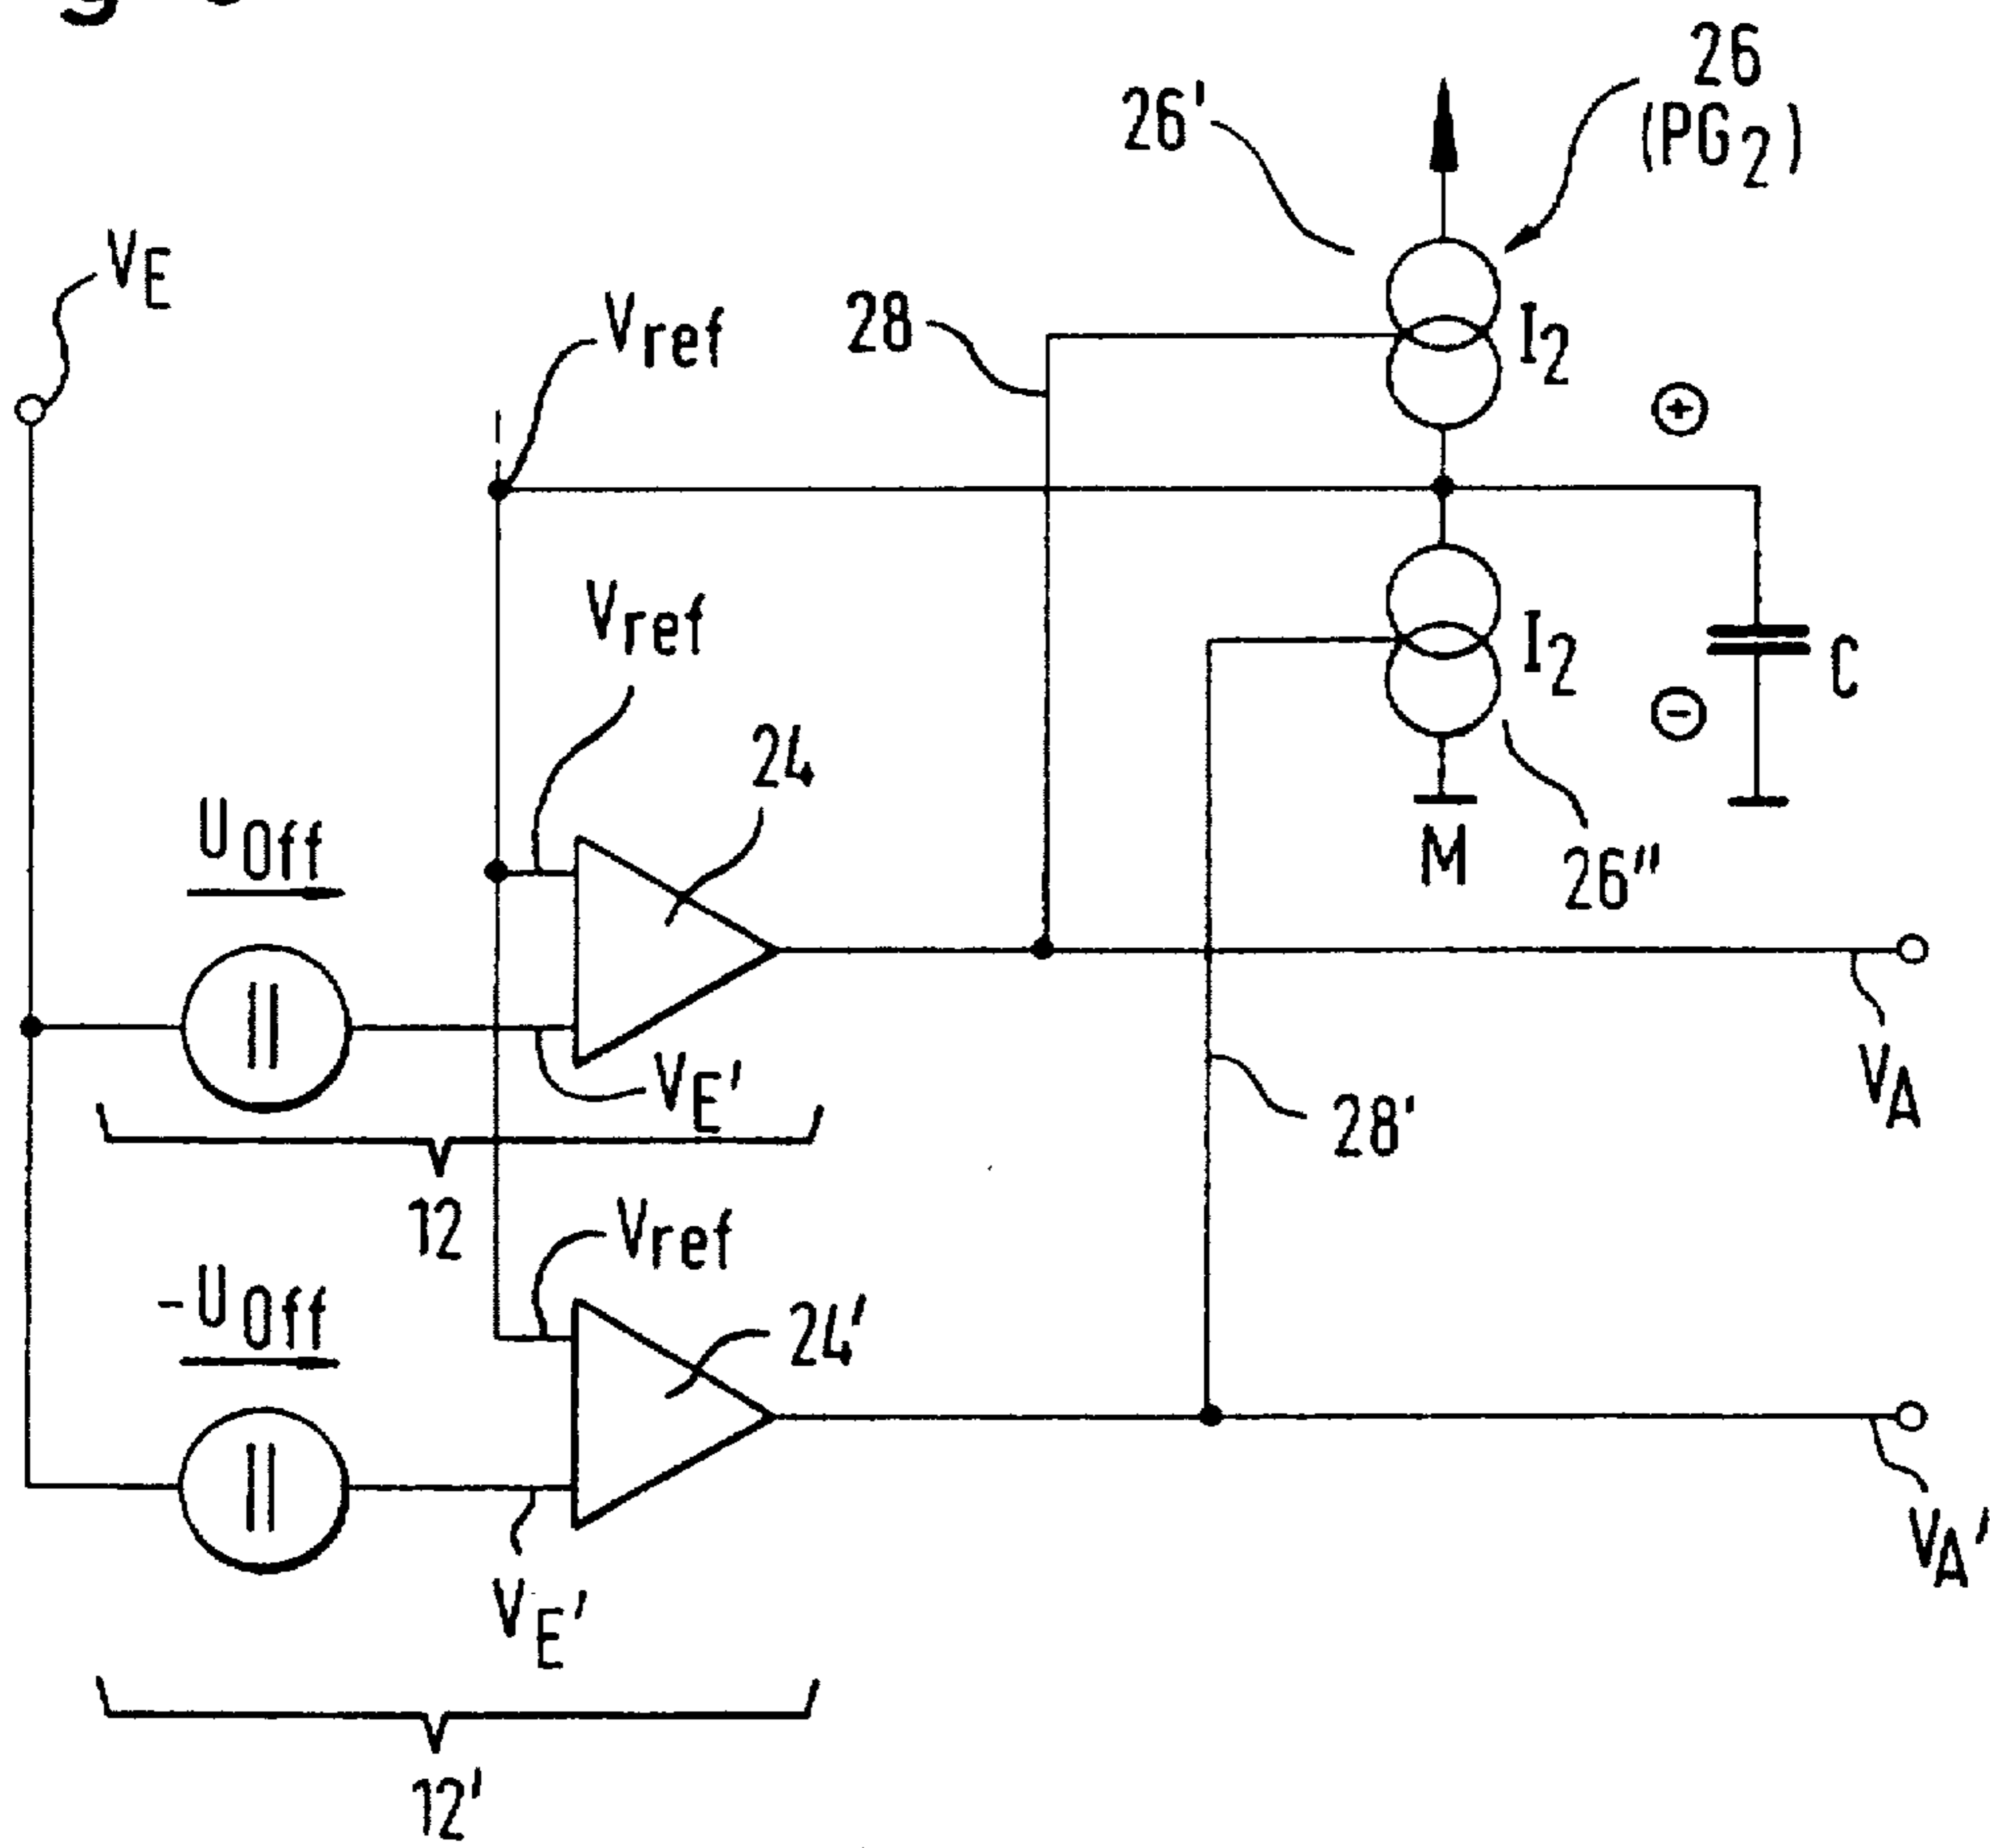 26
(PG2)
26'
VE
Vref
28
I2
+
Vref
I2
C
-
24
UOff
M
26"
VE'
VA
28'
12
Vref
-UOff
24'
VE'
VA'
12'